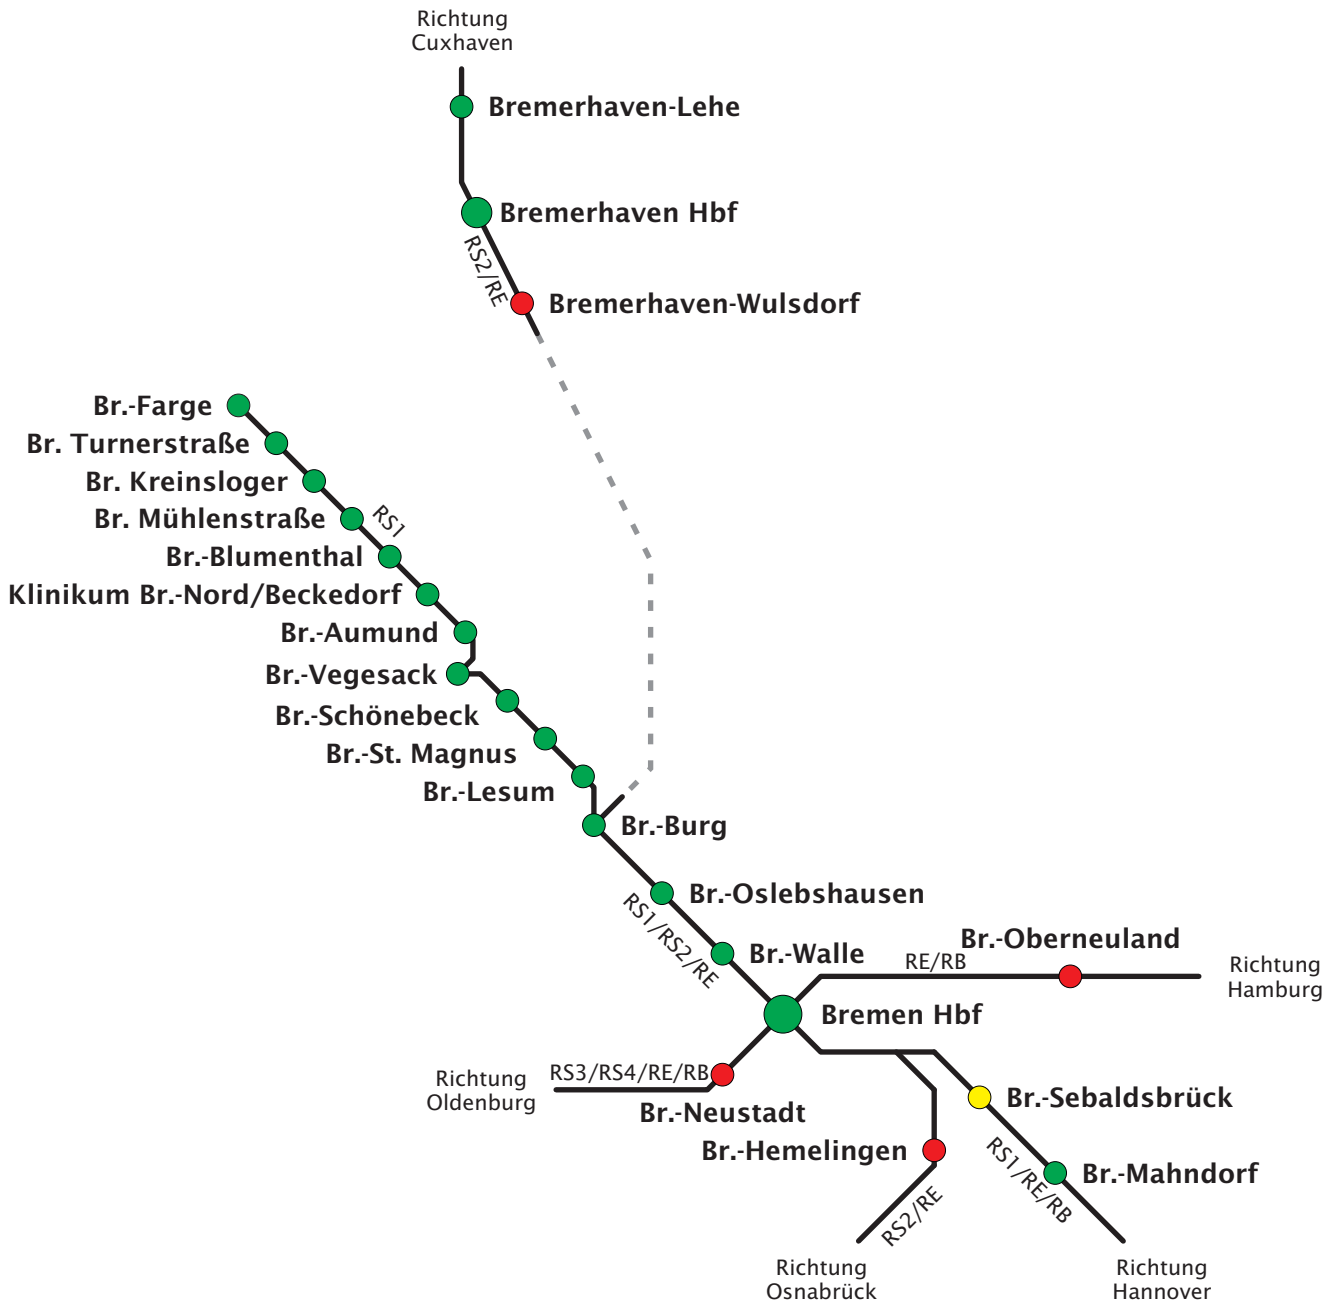 Richtung
Cuxhaven
Bremerhaven-Lehe
Bremerhaven Hbf
RS2/RE
Bremerhaven-Wulsdorf
Br.-Farge
Br. Turnerstraße
Br. Kreinsloger
Br. Mühlenstraße
RS1
Br.-Blumenthal
Klinikum Br.-Nord/Beckedorf
Br.-Aumund
Br.-Vegesack
Br.-Schönebeck
Br.-St. Magnus
Br.-Lesum
Br.-Burg
Br.-Oslebshausen
RS1/RS2/RE
Br.-Walle
Br.-Oberneuland
RE/RB
Richtung
Hamburg
Bremen Hbf
RS3/RS4/RE/RB
Richtung
Oldenburg
Br.-Neustadt
Br.-Sebaldsbrück
Br.-Hemelingen
RS1/RE/RB
Br.-Mahndorf
RS2/RE
Richtung
Osnabrück
Richtung
Hannover